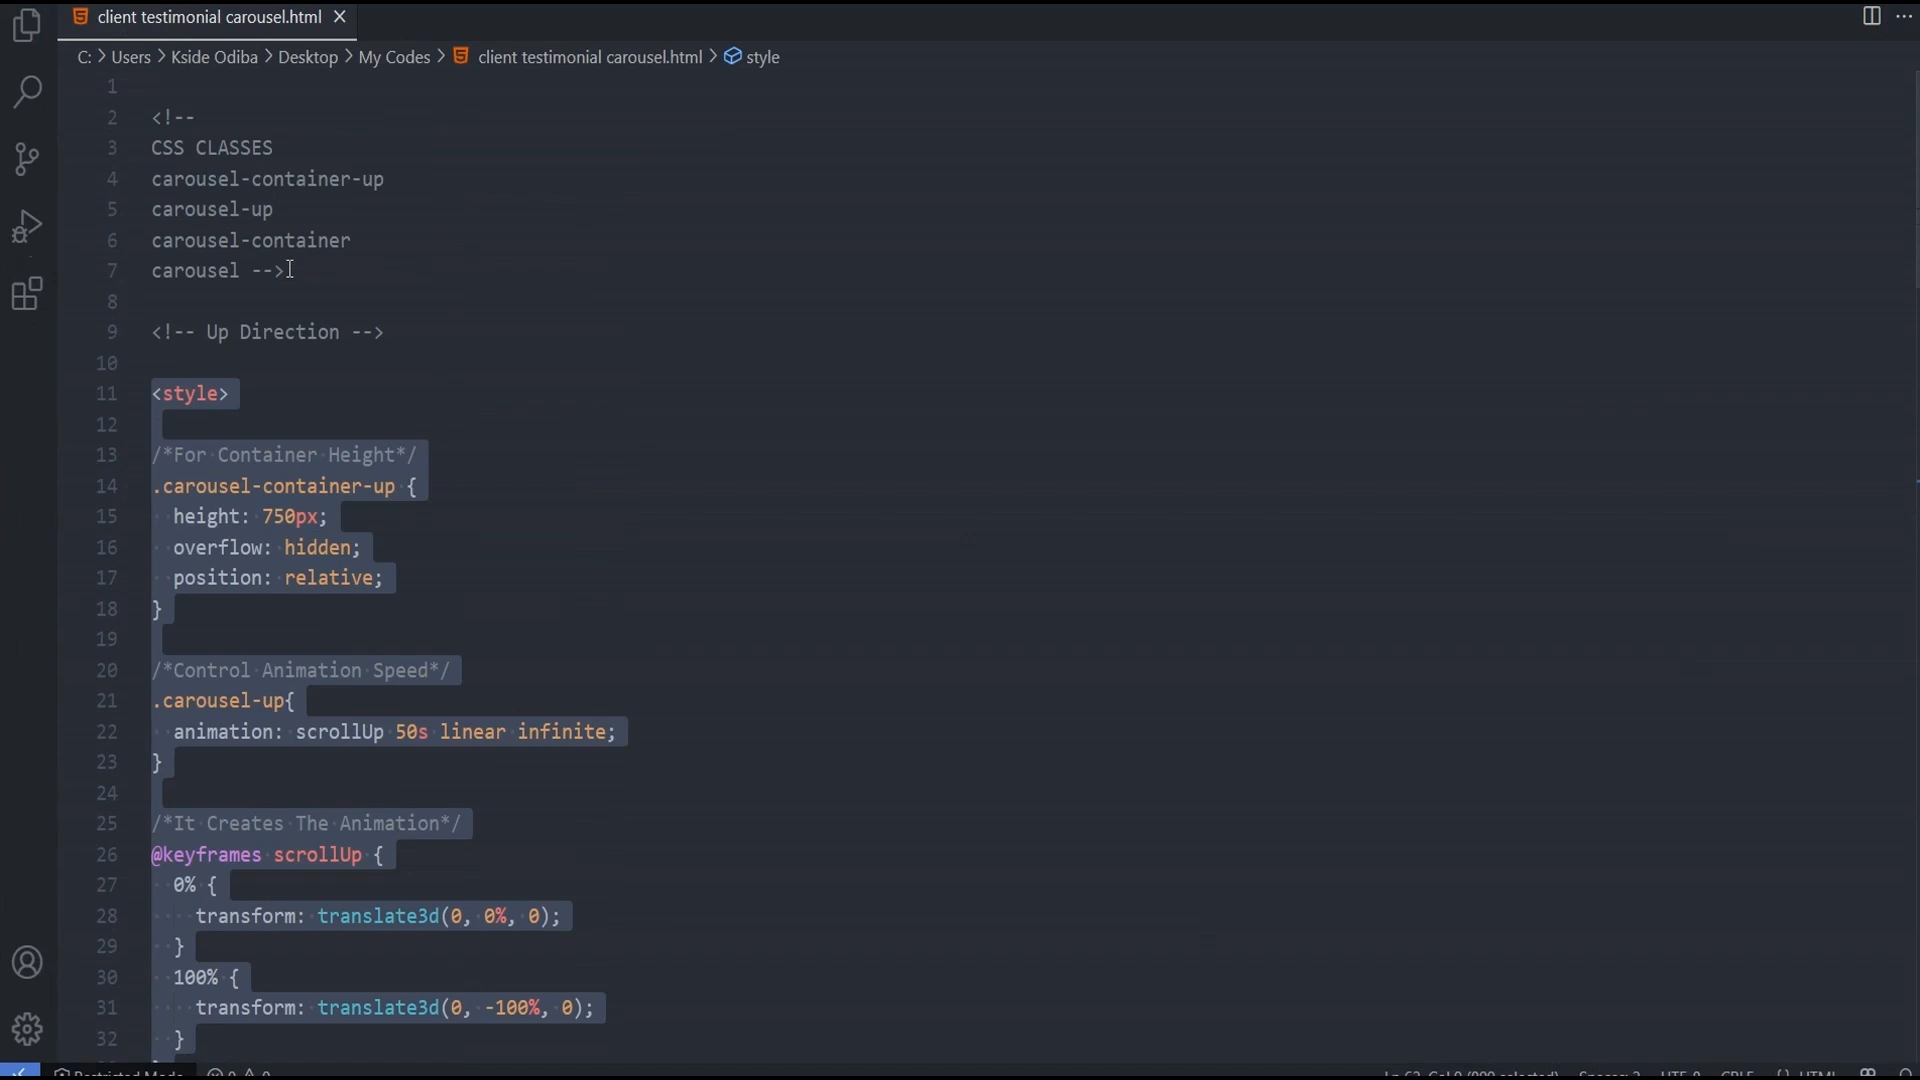 client testimonial carousel.html
C: > Users > Kside Odiba > Desktop > My Codes > client testimonial carousel.html > style
1
2 <!--
3 CSS CLASSES
4 carousel-container-up
5 carousel-up
6 carousel-container
7 carousel -->
8
9 <!-- Up Direction -->
10
11 <style>
12
13 /*For Container Height*/
14 .carousel-container-up {
15 height: 750px;
16 overflow: hidden;
17 position: relative;
18 }
19
20 /*Control Animation Speed*/
21 .carousel-up{
22 animation: scrollUp 50s linear infinite;
23 }
24
25 /*It Creates The Animation*/
26 @keyframes scrollUp {
27 0% {
28 transform: translate3d(0, 0%, 0);
29 }
30 100% {
31 transform: translate3d(0, -100%, 0);
32 }
Restricted Mode